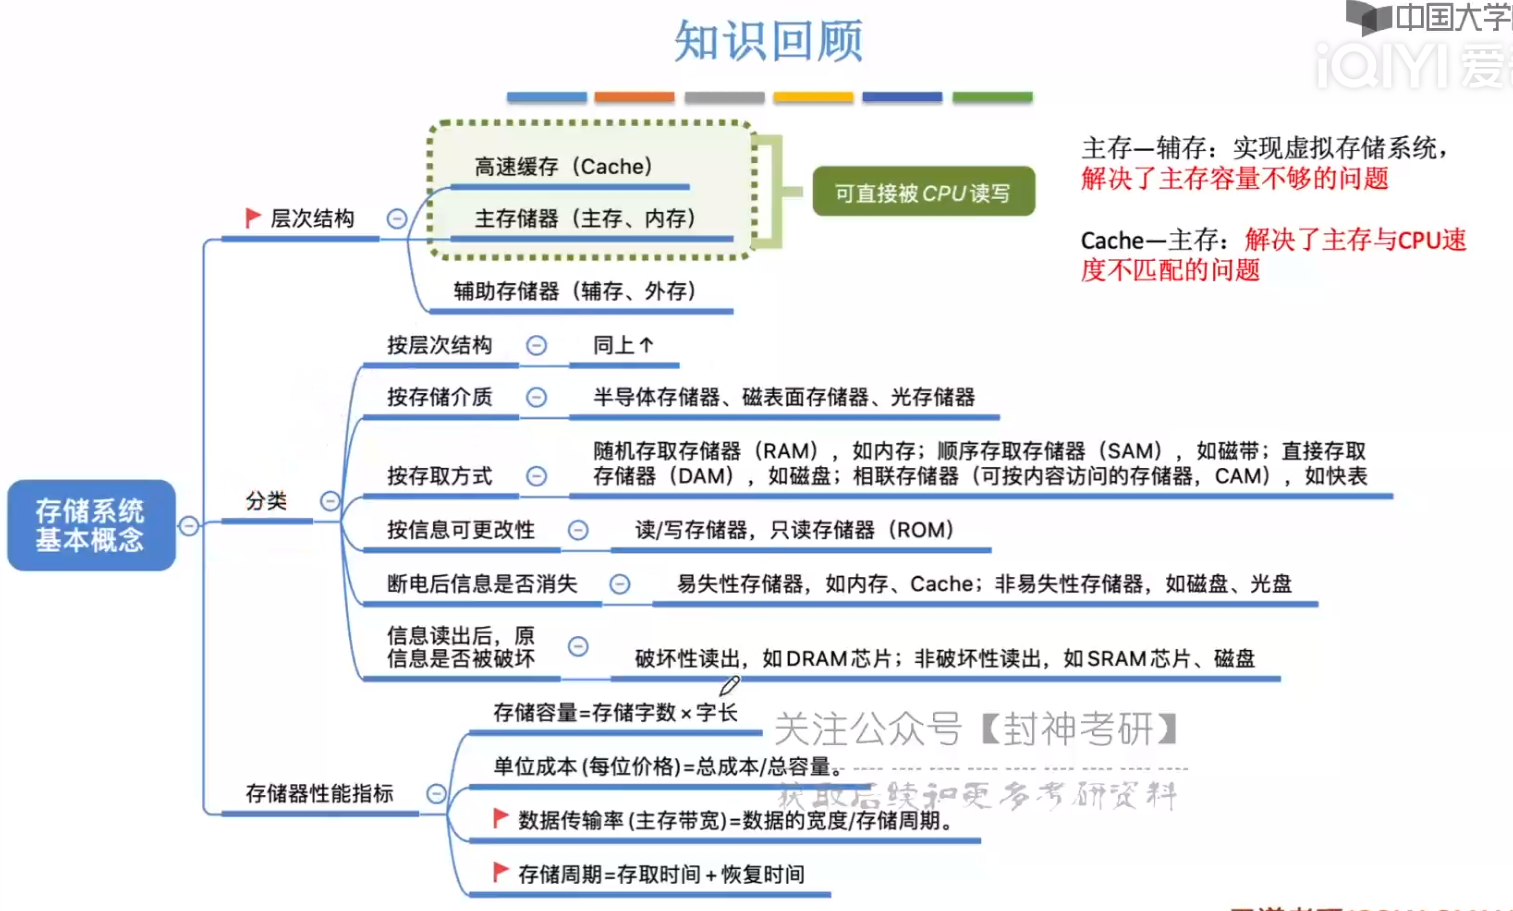 中国大学
iQIYI 爱
知识回顾
高速缓存（Cache）
主存储器（主存、内存）
辅助存储器（辅存、外存）
可直接被CPU读写
主存—辅存：实现虚拟存储系统，
解决了主存容量不够的问题
Cache—主存：解决了主存与CPU速
度不匹配的问题
层次结构
按层次结构
同上↑
按存储介质
半导体存储器、磁表面存储器、光存储器
按存取方式
随机存取存储器（RAM），如内存；顺序存取存储器（SAM），如磁带；直接存取
存储器（DAM），如磁盘；相联存储器（可按内容访问的存储器，CAM），如快表
存储系统
基本概念
分类
按信息可更改性
读/写存储器，只读存储器（ROM）
断电后信息是否消失
易失性存储器，如内存、Cache；非易失性存储器，如磁盘、光盘
信息读出后，原
信息是否被破坏
破坏性读出，如DRAM芯片；非破坏性读出，如SRAM芯片、磁盘
存储器性能指标
存储容量=存储字数×字长
单位成本(每位价格)=总成本/总容量。
数据传输率(主存带宽)=数据的宽度/存储周期。
存储周期=存取时间+恢复时间
关注公众号【封神考研】
获取后续和更多考研资料